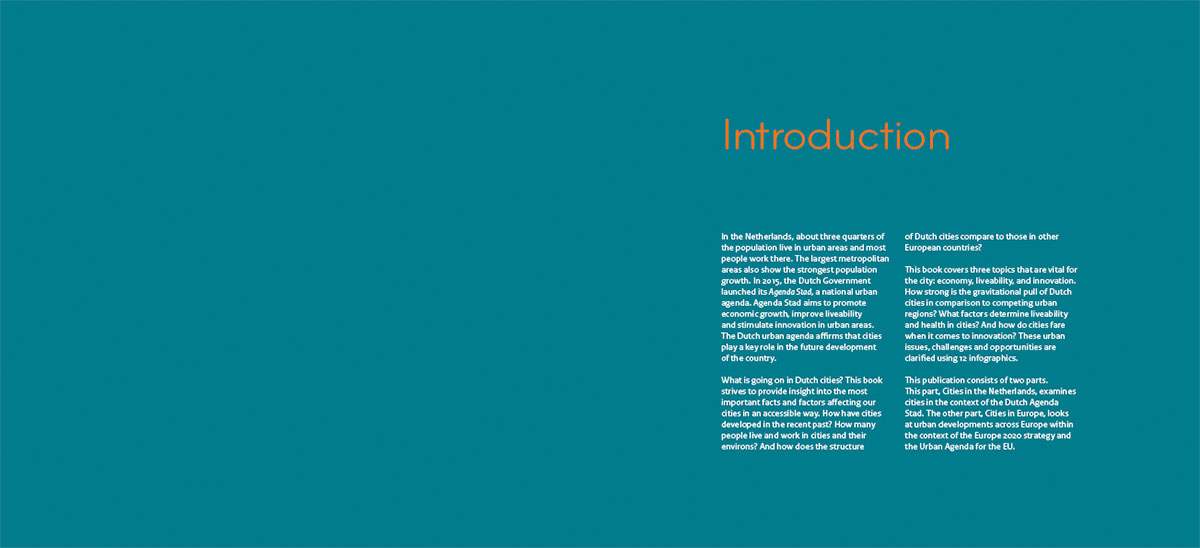 Introduction
In the Netherlands, about three quarters of
the population live in urban areas and most
people work there. The largest metropolitan
areas also show the strongest population
growth. In 2015, the Dutch Government
launched its Agenda Stad, a national urban
agenda. Agenda Stad aims to promote
economic growth, improve liveability
and stimulate innovation in urban areas.
The Dutch urban agenda affirms that cities
play a key role in the future development
of the country.
What is going on in Dutch cities? This book
strives to provide insight into the most
important facts and factors affecting our
cities in an accessible way. How have cities
developed in the recent past? How many
people live and work in cities and their
environs? And how does the structure
of Dutch cities compare to those in other
European countries?
This book covers three topics that are vital for
the city: economy, liveability, and innovation.
How strong is the gravitational pull of Dutch
cities in comparison to competing urban
regions? What factors determine liveability
and health in cities? And how do cities fare
when it comes to innovation? These urban
issues, challenges and opportunities are
clarified using 12 infographics.
This publication consists of two parts.
This part, Cities in the Netherlands, examines
cities in the context of the Dutch Agenda
Stad. The other part, Cities in Europe, looks
at urban developments across Europe within
the context of the Europe 2020 strategy and
the Urban Agenda for the EU.